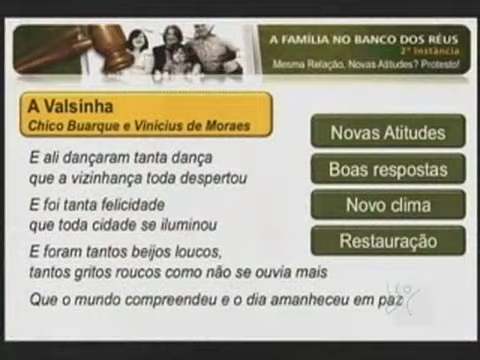 A FAMÍLIA NO BANCO DOS RÉUS
2ª Instância
Mesma Relação, Novas Atitudes? Protesto!
A Valsinha
Chico Buarque e Vinicius de Moraes
E ali dançaram tanta dança
que a vizinhança toda despertou
E foi tanta felicidade
que toda cidade se iluminou
E foram tantos beijos loucos,
tantos gritos roucos como não se ouvia mais
Que o mundo compreendeu e o dia amanheceu em paz
Novas Atitudes
Boas respostas
Novo clima
Restauração